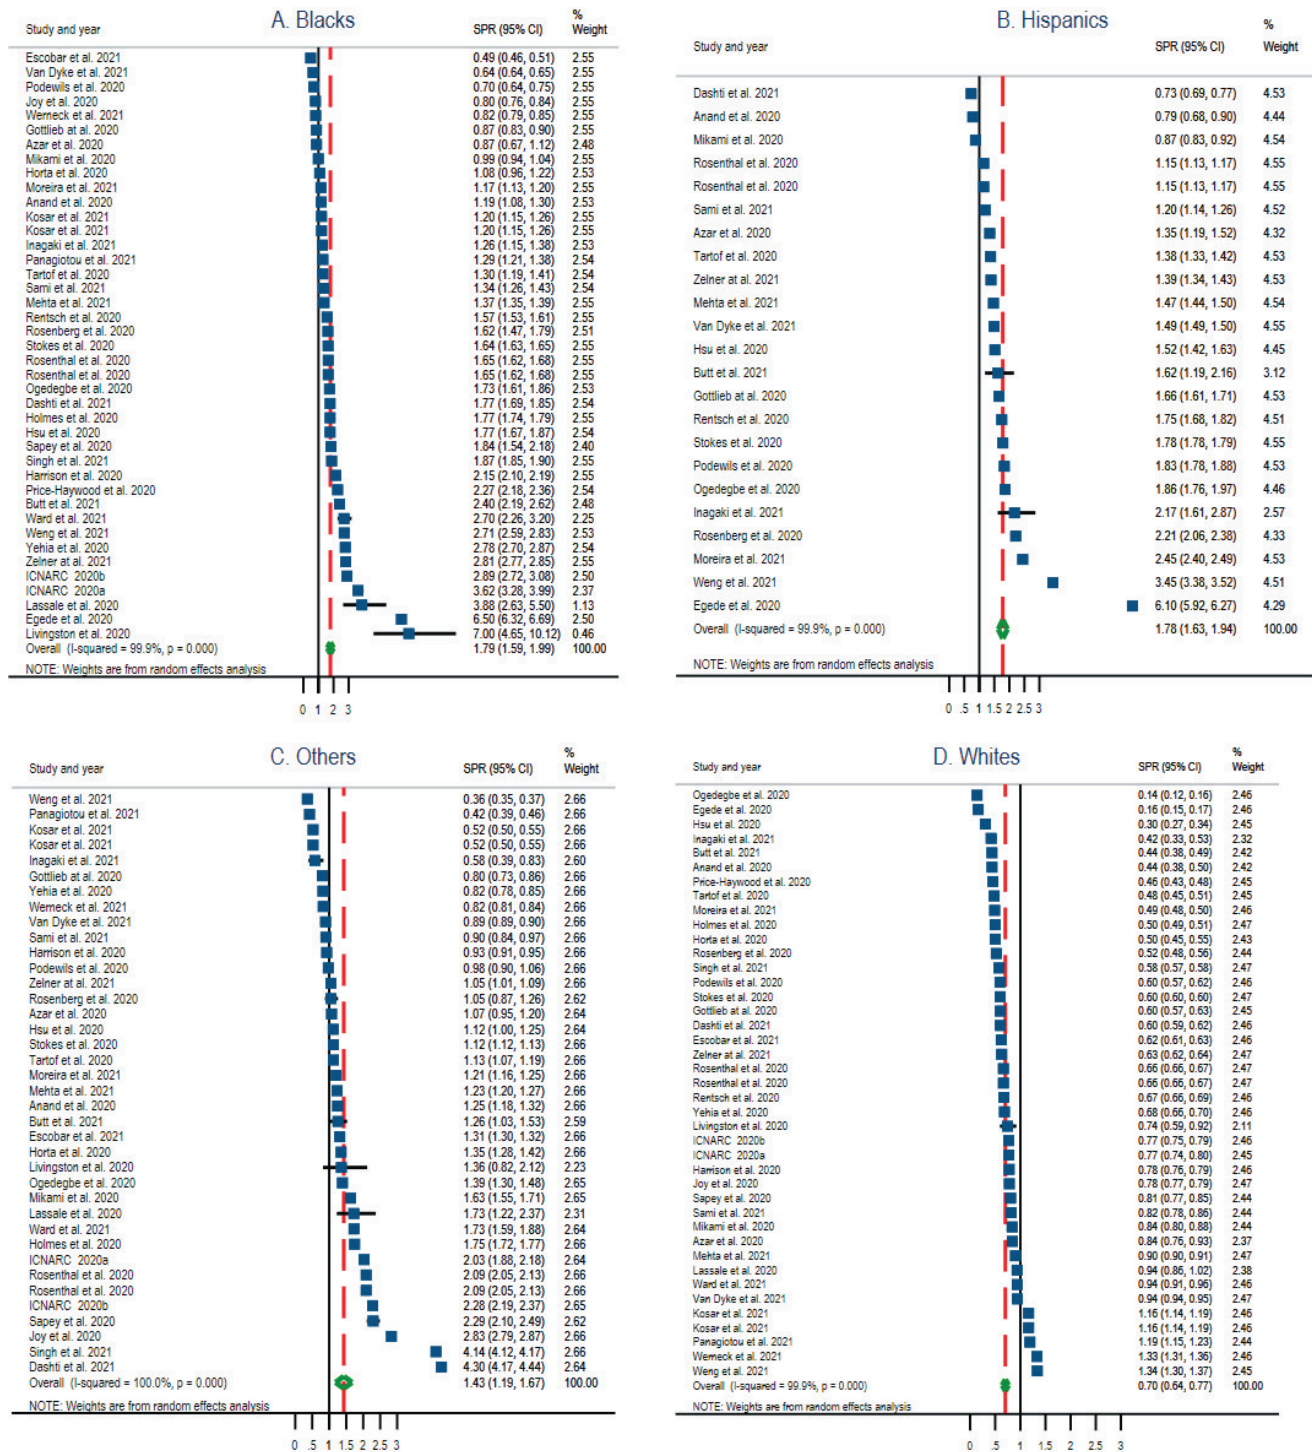 A. Blacks
Study and year SPR (95% CI) % Weight
Escobar et al. 2021 0.49 (0.46, 0.51) 2.55
Van Dyke et al. 2021 0.64 (0.64, 0.65) 2.55
Podewils et al. 2020 0.70 (0.64, 0.75) 2.55
Joy et al. 2020 0.80 (0.76, 0.84) 2.55
Werneck et al. 2021 0.82 (0.79, 0.85) 2.55
Gottlieb at al. 2020 0.87 (0.83, 0.90) 2.55
Azar et al. 2020 0.87 (0.67, 1.12) 2.48
Mikami et al. 2020 0.99 (0.94, 1.04) 2.55
Horta et al. 2020 1.08 (0.96, 1.22) 2.53
Moreira et al. 2021 1.17 (1.13, 1.20) 2.55
Anand et al. 2020 1.19 (1.08, 1.30) 2.53
Kosar et al. 2021 1.20 (1.15, 1.26) 2.55
Kosar et al. 2021 1.20 (1.15, 1.26) 2.55
Inagaki et al. 2021 1.26 (1.15, 1.38) 2.53
Panagiotou et al. 2021 1.29 (1.21, 1.38) 2.54
Tartof et al. 2020 1.30 (1.19, 1.41) 2.54
Sami et al. 2021 1.34 (1.26, 1.43) 2.54
Mehta et al. 2021 1.37 (1.35, 1.39) 2.55
Rentsch et al. 2020 1.57 (1.53, 1.61) 2.55
Rosenberg et al. 2020 1.62 (1.47, 1.79) 2.51
Stokes et al. 2020 1.64 (1.63, 1.65) 2.55
Rosenthal et al. 2020 1.65 (1.62, 1.68) 2.55
Rosenthal et al. 2020 1.65 (1.62, 1.68) 2.55
Ogedegbe et al. 2020 1.73 (1.61, 1.86) 2.53
Dashti et al. 2021 1.77 (1.69, 1.85) 2.54
Holmes et al. 2020 1.77 (1.74, 1.79) 2.55
Hsu et al. 2020 1.77 (1.67, 1.87) 2.54
Sapey et al. 2020 1.84 (1.54, 2.18) 2.40
Singh et al. 2021 1.87 (1.85, 1.90) 2.55
Harrison et al. 2020 2.15 (2.10, 2.19) 2.55
Price-Haywood et al. 2020 2.27 (2.18, 2.36) 2.54
Butt et al. 2021 2.40 (2.19, 2.62) 2.48
Ward et al. 2021 2.70 (2.26, 3.20) 2.25
Weng et al. 2021 2.71 (2.59, 2.83) 2.53
Yehia et al. 2020 2.78 (2.70, 2.87) 2.54
Zelner at al. 2021 2.81 (2.77, 2.85) 2.55
ICNARC 2020b 2.89 (2.72, 3.08) 2.50
ICNARC 2020a 3.62 (3.28, 3.99) 2.37
Lassale et al. 2020 3.88 (2.63, 5.50) 1.13
Egede et al. 2020 6.50 (6.32, 6.69) 2.50
Livingston et al. 2020 7.00 (4.65, 10.12) 0.46
Overall (I-squared = 99.9%, p = 0.000) 1.79 (1.59, 1.99) 100.00
NOTE: Weights are from random effects analysis
0 1 2 3
B. Hispanics
Study and year SPR (95% CI) % Weight
Dashti et al. 2021 0.73 (0.69, 0.77) 4.53
Anand et al. 2020 0.79 (0.68, 0.90) 4.44
Mikami et al. 2020 0.87 (0.83, 0.92) 4.54
Rosenthal et al. 2020 1.15 (1.13, 1.17) 4.55
Rosenthal et al. 2020 1.15 (1.13, 1.17) 4.55
Sami et al. 2021 1.20 (1.14, 1.26) 4.52
Azar et al. 2020 1.35 (1.19, 1.52) 4.32
Tartof et al. 2020 1.38 (1.33, 1.42) 4.53
Zelner at al. 2021 1.39 (1.34, 1.43) 4.53
Mehta et al. 2021 1.47 (1.44, 1.50) 4.54
Van Dyke et al. 2021 1.49 (1.49, 1.50) 4.55
Hsu et al. 2020 1.52 (1.42, 1.63) 4.45
Butt et al. 2021 1.62 (1.19, 2.16) 3.12
Gottlieb at al. 2020 1.66 (1.61, 1.71) 4.53
Rentsch et al. 2020 1.75 (1.68, 1.82) 4.51
Stokes et al. 2020 1.78 (1.78, 1.79) 4.55
Podewils et al. 2020 1.83 (1.78, 1.88) 4.53
Ogedegbe et al. 2020 1.86 (1.76, 1.97) 4.46
Inagaki et al. 2021 2.17 (1.61, 2.87) 2.57
Rosenberg et al. 2020 2.21 (2.06, 2.38) 4.33
Moreira et al. 2021 2.45 (2.40, 2.49) 4.53
Weng et al. 2021 3.45 (3.38, 3.52) 4.51
Egede et al. 2020 6.10 (5.92, 6.27) 4.29
Overall (I-squared = 99.9%, p = 0.000) 1.78 (1.63, 1.94) 100.00
NOTE: Weights are from random effects analysis
0 .5 1 1.5 2 2.5 3
C. Others
Study and year SPR (95% CI) % Weight
Weng et al. 2021 0.36 (0.35, 0.37) 2.66
Panagiotou et al. 2021 0.42 (0.39, 0.46) 2.66
Kosar et al. 2021 0.52 (0.50, 0.55) 2.66
Kosar et al. 2021 0.52 (0.50, 0.55) 2.66
Inagaki et al. 2021 0.58 (0.39, 0.83) 2.60
Gottlieb at al. 2020 0.80 (0.73, 0.86) 2.66
Yehia et al. 2020 0.82 (0.78, 0.85) 2.66
Werneck et al. 2021 0.82 (0.81, 0.84) 2.66
Van Dyke et al. 2021 0.89 (0.89, 0.90) 2.66
Sami et al. 2021 0.90 (0.84, 0.97) 2.66
Harrison et al. 2020 0.93 (0.91, 0.95) 2.66
Podewils et al. 2020 0.98 (0.90, 1.06) 2.66
Zelner at al. 2021 1.05 (1.01, 1.09) 2.66
Rosenberg et al. 2020 1.05 (0.87, 1.26) 2.62
Azar et al. 2020 1.07 (0.95, 1.20) 2.64
Hsu et al. 2020 1.12 (1.00, 1.25) 2.64
Stokes et al. 2020 1.12 (1.12, 1.13) 2.66
Tartof et al. 2020 1.13 (1.07, 1.19) 2.66
Moreira et al. 2021 1.21 (1.16, 1.25) 2.66
Mehta et al. 2021 1.23 (1.20, 1.27) 2.66
Anand et al. 2020 1.25 (1.18, 1.32) 2.66
Butt et al. 2021 1.26 (1.03, 1.53) 2.59
Escobar et al. 2021 1.31 (1.30, 1.32) 2.66
Horta et al. 2020 1.35 (1.28, 1.42) 2.66
Livingston et al. 2020 1.36 (0.82, 2.12) 2.23
Ogedegbe et al. 2020 1.39 (1.30, 1.48) 2.65
Mikami et al. 2020 1.63 (1.55, 1.71) 2.65
Lassale et al. 2020 1.73 (1.22, 2.37) 2.31
Ward et al. 2021 1.73 (1.59, 1.88) 2.64
Holmes et al. 2020 1.75 (1.72, 1.77) 2.66
ICNARC 2020a 2.03 (1.88, 2.18) 2.64
Rosenthal et al. 2020 2.09 (2.05, 2.13) 2.66
Rosenthal et al. 2020 2.09 (2.05, 2.13) 2.66
ICNARC 2020b 2.28 (2.19, 2.37) 2.65
Sapey et al. 2020 2.29 (2.10, 2.49) 2.62
Joy et al. 2020 2.83 (2.79, 2.87) 2.66
Singh et al. 2021 4.14 (4.12, 4.17) 2.66
Dashti et al. 2021 4.30 (4.17, 4.44) 2.64
Overall (I-squared = 100.0%, p = 0.000) 1.43 (1.19, 1.67) 100.00
NOTE: Weights are from random effects analysis
0 .5 1 1.5 2 2.5 3
D. Whites
Study and year SPR (95% CI) % Weight
Ogedegbe et al. 2020 0.14 (0.12, 0.16) 2.46
Egede et al. 2020 0.16 (0.15, 0.17) 2.46
Hsu et al. 2020 0.30 (0.27, 0.34) 2.45
Inagaki et al. 2021 0.42 (0.33, 0.53) 2.32
Butt et al. 2021 0.44 (0.38, 0.49) 2.42
Anand et al. 2020 0.44 (0.38, 0.50) 2.42
Price-Haywood et al. 2020 0.46 (0.43, 0.48) 2.45
Tartof et al. 2020 0.48 (0.45, 0.51) 2.45
Moreira et al. 2021 0.49 (0.48, 0.50) 2.46
Holmes et al. 2020 0.50 (0.49, 0.51) 2.47
Horta et al. 2020 0.50 (0.45, 0.55) 2.43
Rosenberg et al. 2020 0.52 (0.48, 0.56) 2.44
Singh et al. 2021 0.58 (0.57, 0.58) 2.47
Podewils et al. 2020 0.60 (0.57, 0.62) 2.46
Stokes et al. 2020 0.60 (0.60, 0.60) 2.47
Gottlieb at al. 2020 0.60 (0.57, 0.63) 2.45
Dashti et al. 2021 0.60 (0.59, 0.62) 2.46
Escobar et al. 2021 0.62 (0.61, 0.63) 2.46
Zelner at al. 2021 0.63 (0.62, 0.64) 2.47
Rosenthal et al. 2020 0.66 (0.66, 0.67) 2.47
Rosenthal et al. 2020 0.66 (0.66, 0.67) 2.47
Rentsch et al. 2020 0.67 (0.66, 0.69) 2.46
Yehia et al. 2020 0.68 (0.66, 0.70) 2.46
Livingston et al. 2020 0.74 (0.59, 0.92) 2.11
ICNARC 2020b 0.77 (0.75, 0.79) 2.46
ICNARC 2020a 0.77 (0.74, 0.80) 2.45
Harrison et al. 2020 0.78 (0.76, 0.79) 2.46
Joy et al. 2020 0.78 (0.77, 0.79) 2.47
Sapey et al. 2020 0.81 (0.77, 0.85) 2.44
Sami et al. 2021 0.82 (0.78, 0.86) 2.44
Mikami et al. 2020 0.84 (0.80, 0.88) 2.44
Azar et al. 2020 0.84 (0.76, 0.93) 2.37
Mehta et al. 2021 0.90 (0.90, 0.91) 2.47
Lassale et al. 2020 0.94 (0.86, 1.02) 2.38
Ward et al. 2021 0.94 (0.91, 0.96) 2.46
Van Dyke et al. 2021 0.94 (0.94, 0.95) 2.47
Kosar et al. 2021 1.16 (1.14, 1.19) 2.46
Kosar et al. 2021 1.16 (1.14, 1.19) 2.46
Panagiotou et al. 2021 1.19 (1.15, 1.23) 2.44
Werneck et al. 2021 1.33 (1.31, 1.36) 2.46
Weng et al. 2021 1.34 (1.30, 1.37) 2.45
Overall (I-squared = 99.9%, p = 0.000) 0.70 (0.64, 0.77) 100.00
NOTE: Weights are from random effects analysis
0 .5 1 1.5 2 2.5 3